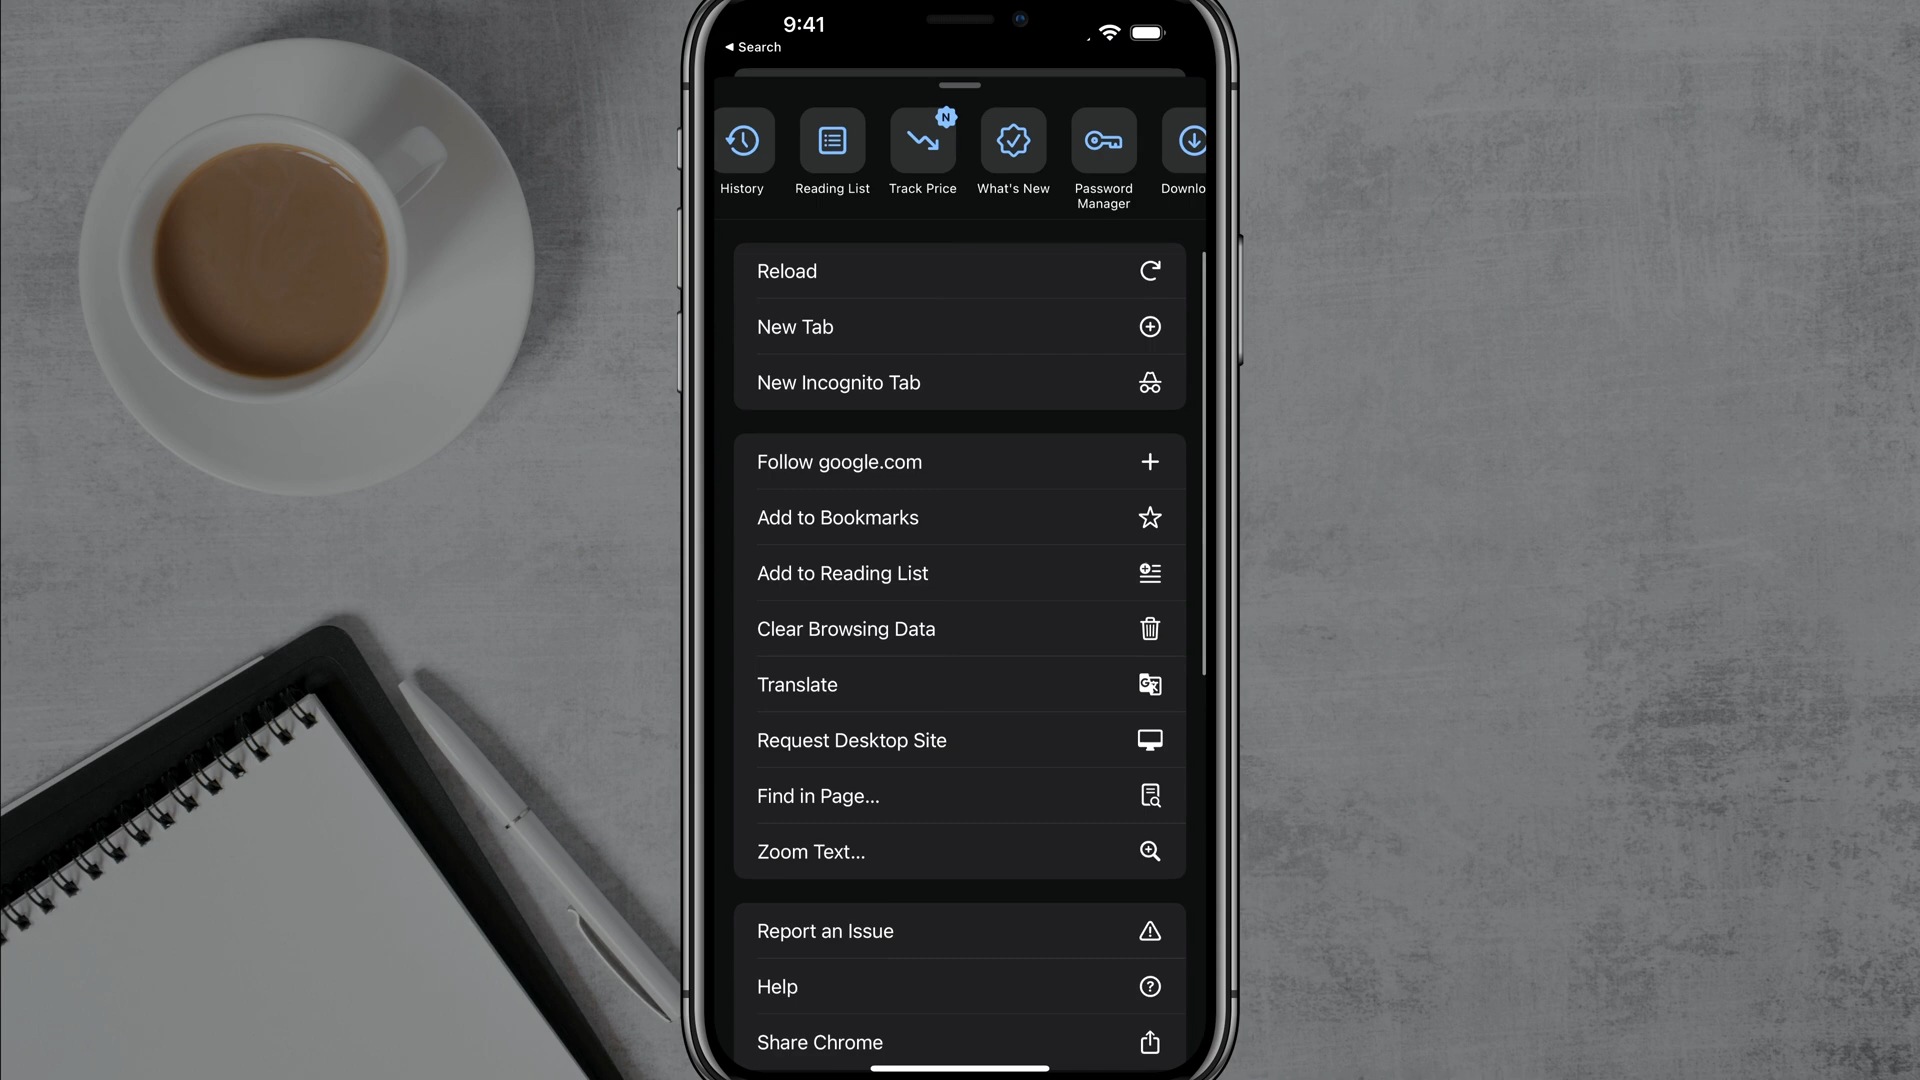 9:41
◀ Search
N
History
Reading List
Track Price
What's New
Password
Manager
Downlo
Reload
New Tab
New Incognito Tab
Follow google.com
Add to Bookmarks
Add to Reading List
Clear Browsing Data
Translate
Request Desktop Site
Find in Page...
Zoom Text...
Report an Issue
Help
Share Chrome